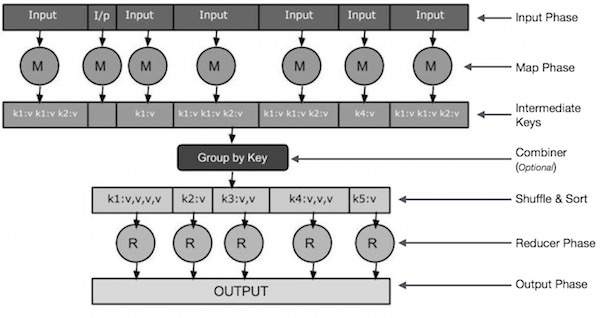 Input I/p Input Input Input Input Input
Input Phase
M M M M M M M
Map Phase
k1:v k1:v k2:v k1:v k1:v k1:v k2:v k1:v k1:v k2:v k4:v k1:v k1:v k2:v
Intermediate
Keys
Group by Key
Combiner
(Optional)
k1:v,v,v,v k2:v k3:v,v k4:v,v,v k5:v
Shuffle & Sort
R R R R R
Reducer Phase
OUTPUT
Output Phase